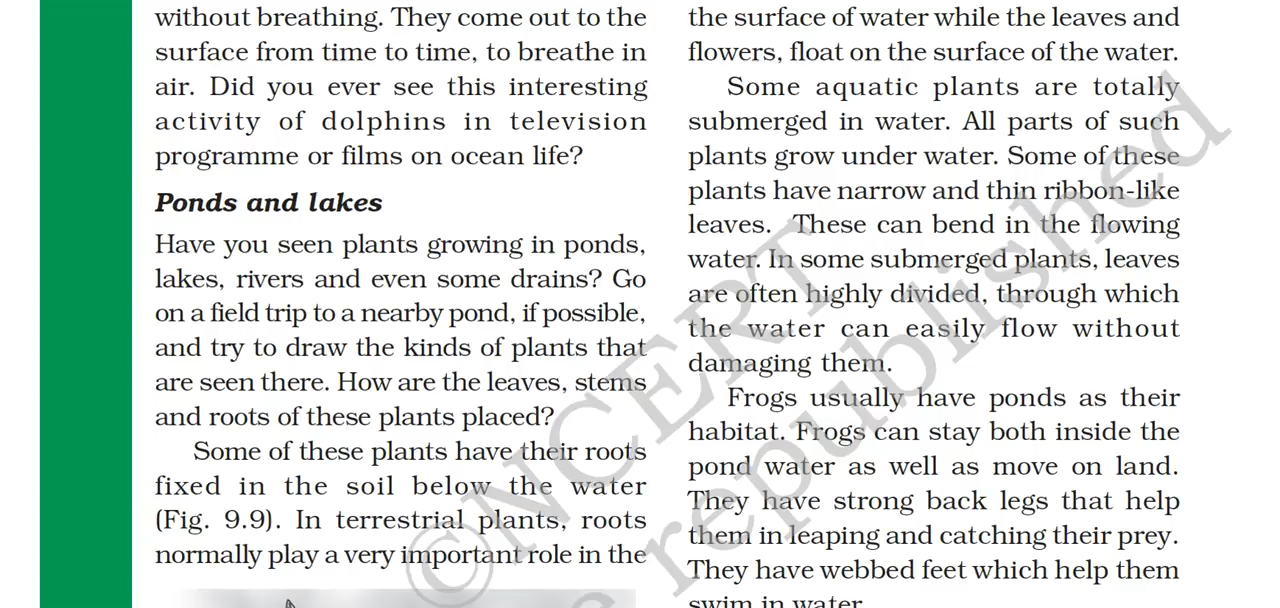 without breathing. They come out to the
surface from time to time, to breathe in
air. Did you ever see this interesting
activity of dolphins in television
programme or films on ocean life?
Ponds and lakes
Have you seen plants growing in ponds,
lakes, rivers and even some drains? Go
on a field trip to a nearby pond, if possible,
and try to draw the kinds of plants that
are seen there. How are the leaves, stems
and roots of these plants placed?
Some of these plants have their roots
fixed in the soil below the water
(Fig. 9.9). In terrestrial plants, roots
normally play a very important role in the
the surface of water while the leaves and
flowers, float on the surface of the water.
Some aquatic plants are totally
submerged in water. All parts of such
plants grow under water. Some of these
plants have narrow and thin ribbon-like
leaves. These can bend in the flowing
water. In some submerged plants, leaves
are often highly divided, through which
the water can easily flow without
damaging them.
Frogs usually have ponds as their
habitat. Frogs can stay both inside the
pond water as well as move on land.
They have strong back legs that help
them in leaping and catching their prey.
They have webbed feet which help them
swim in water.
©NCERT
republished